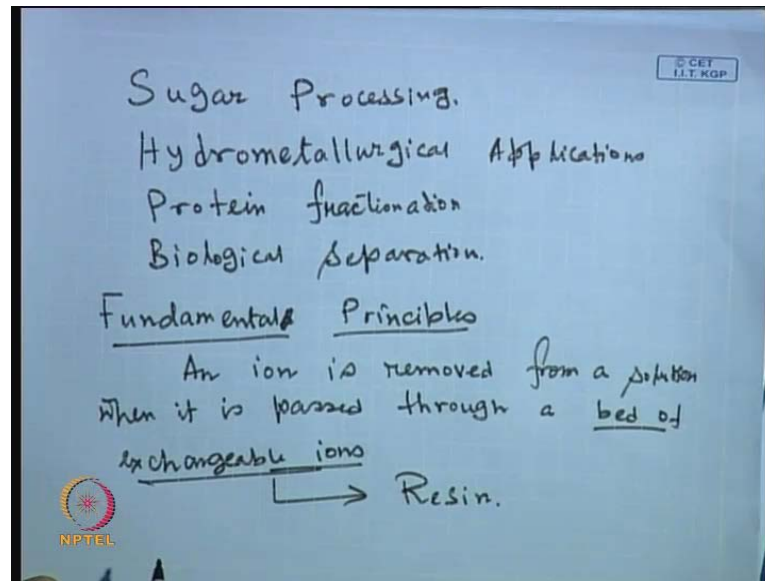 © CET
I.I.T. KGP
Sugar Processing.
Hydrometallurgical Applications
Protein fractionation
Biological Separation.
Fundamental Principles
An ion is removed from a solution
when it is passed through a bed of
exchangeable ions
→ Resin.
NPTEL